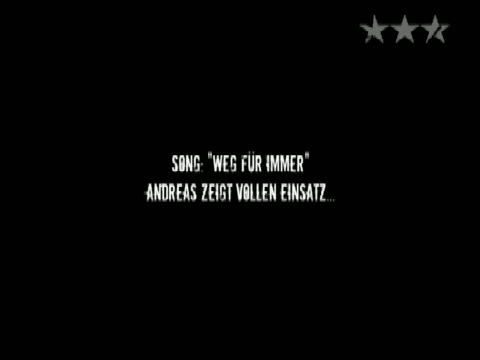 SONG: "WEG FÜR IMMER"
ANDREAS ZEIGT VOLLEN EINSATZ...